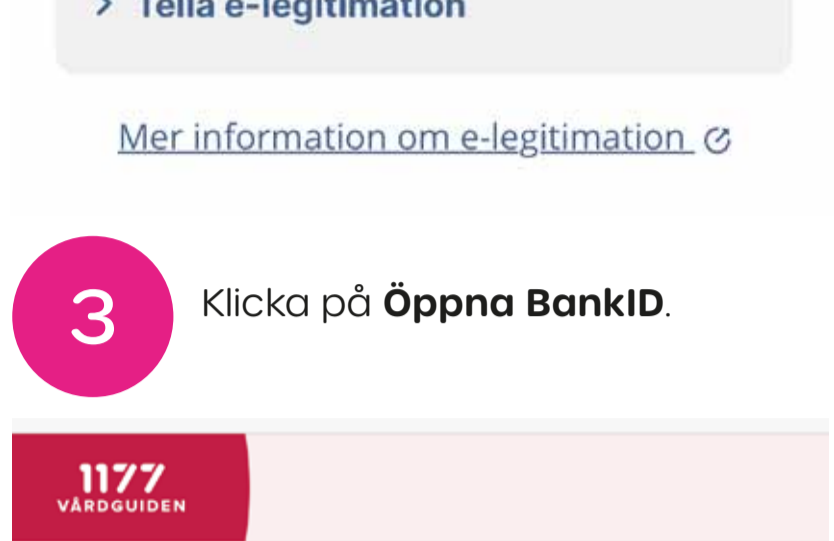 > Telia e-legitimation
Mer information om e-legitimation
3
Klicka på Öppna BankID.
1177
VÅRDGUIDEN